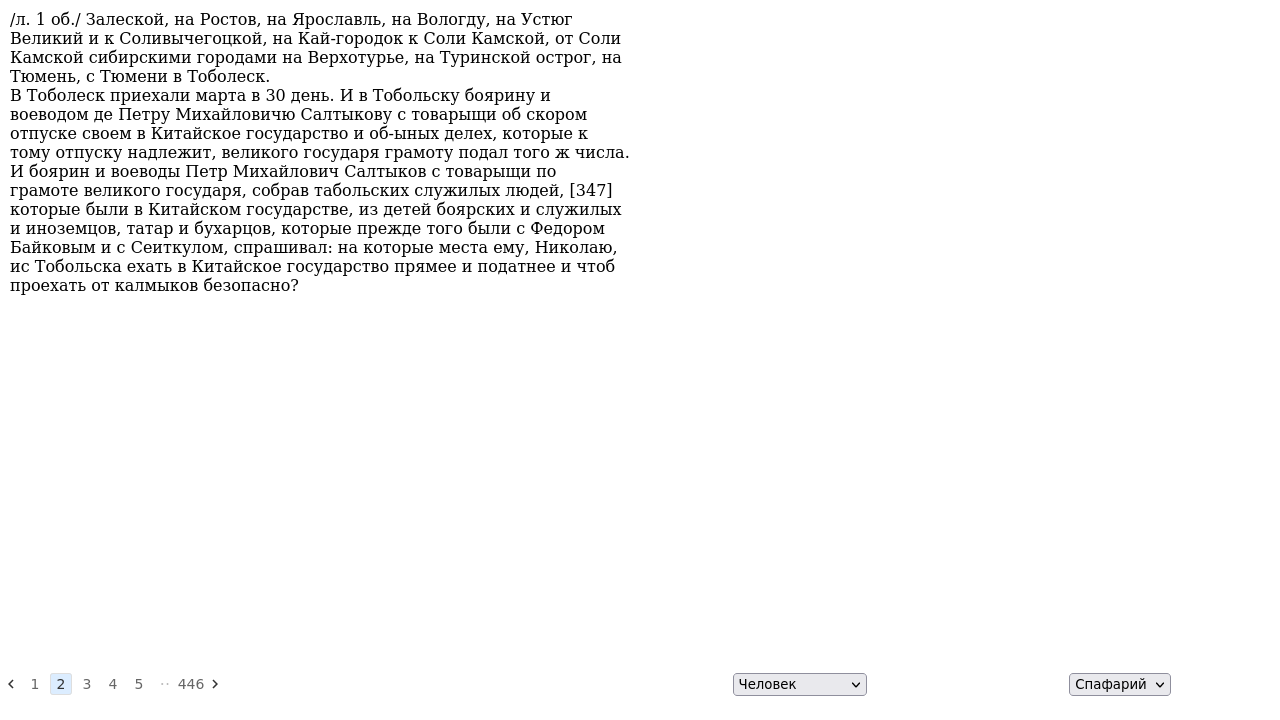 /л. 1 об./ Залеской, на Ростов, на Ярославль, на Вологду, на Устюг
Великий и к Соливычегоцкой, на Кай-городок к Соли Камской, от Соли
Камской сибирскими городами на Верхотурье, на Туринской острог, на
Тюмень, с Тюмени в Тоболеск.
В Тоболеск приехали марта в 30 день. И в Тобольску боярину и
воеводом де Петру Михайловичю Салтыкову с товарыщи об скором
отпуске своем в Китайское государство и об-ыных делех, которые к
тому отпуску надлежит, великого государя грамоту подал того ж числа.
И боярин и воеводы Петр Михайлович Салтыков с товарыщи по
грамоте великого государя, собрав табольских служилых людей, [347]
которые были в Китайском государстве, из детей боярских и служилых
и иноземцов, татар и бухарцов, которые прежде того были с Федором
Байковым и с Сеиткулом, спрашивал: на которые места ему, Николаю,
ис Тобольска ехать в Китайское государство прямее и податнее и чтоб
проехать от калмыков безопасно?
1 2 3 4 5 ·· 446 Человек Спафарий